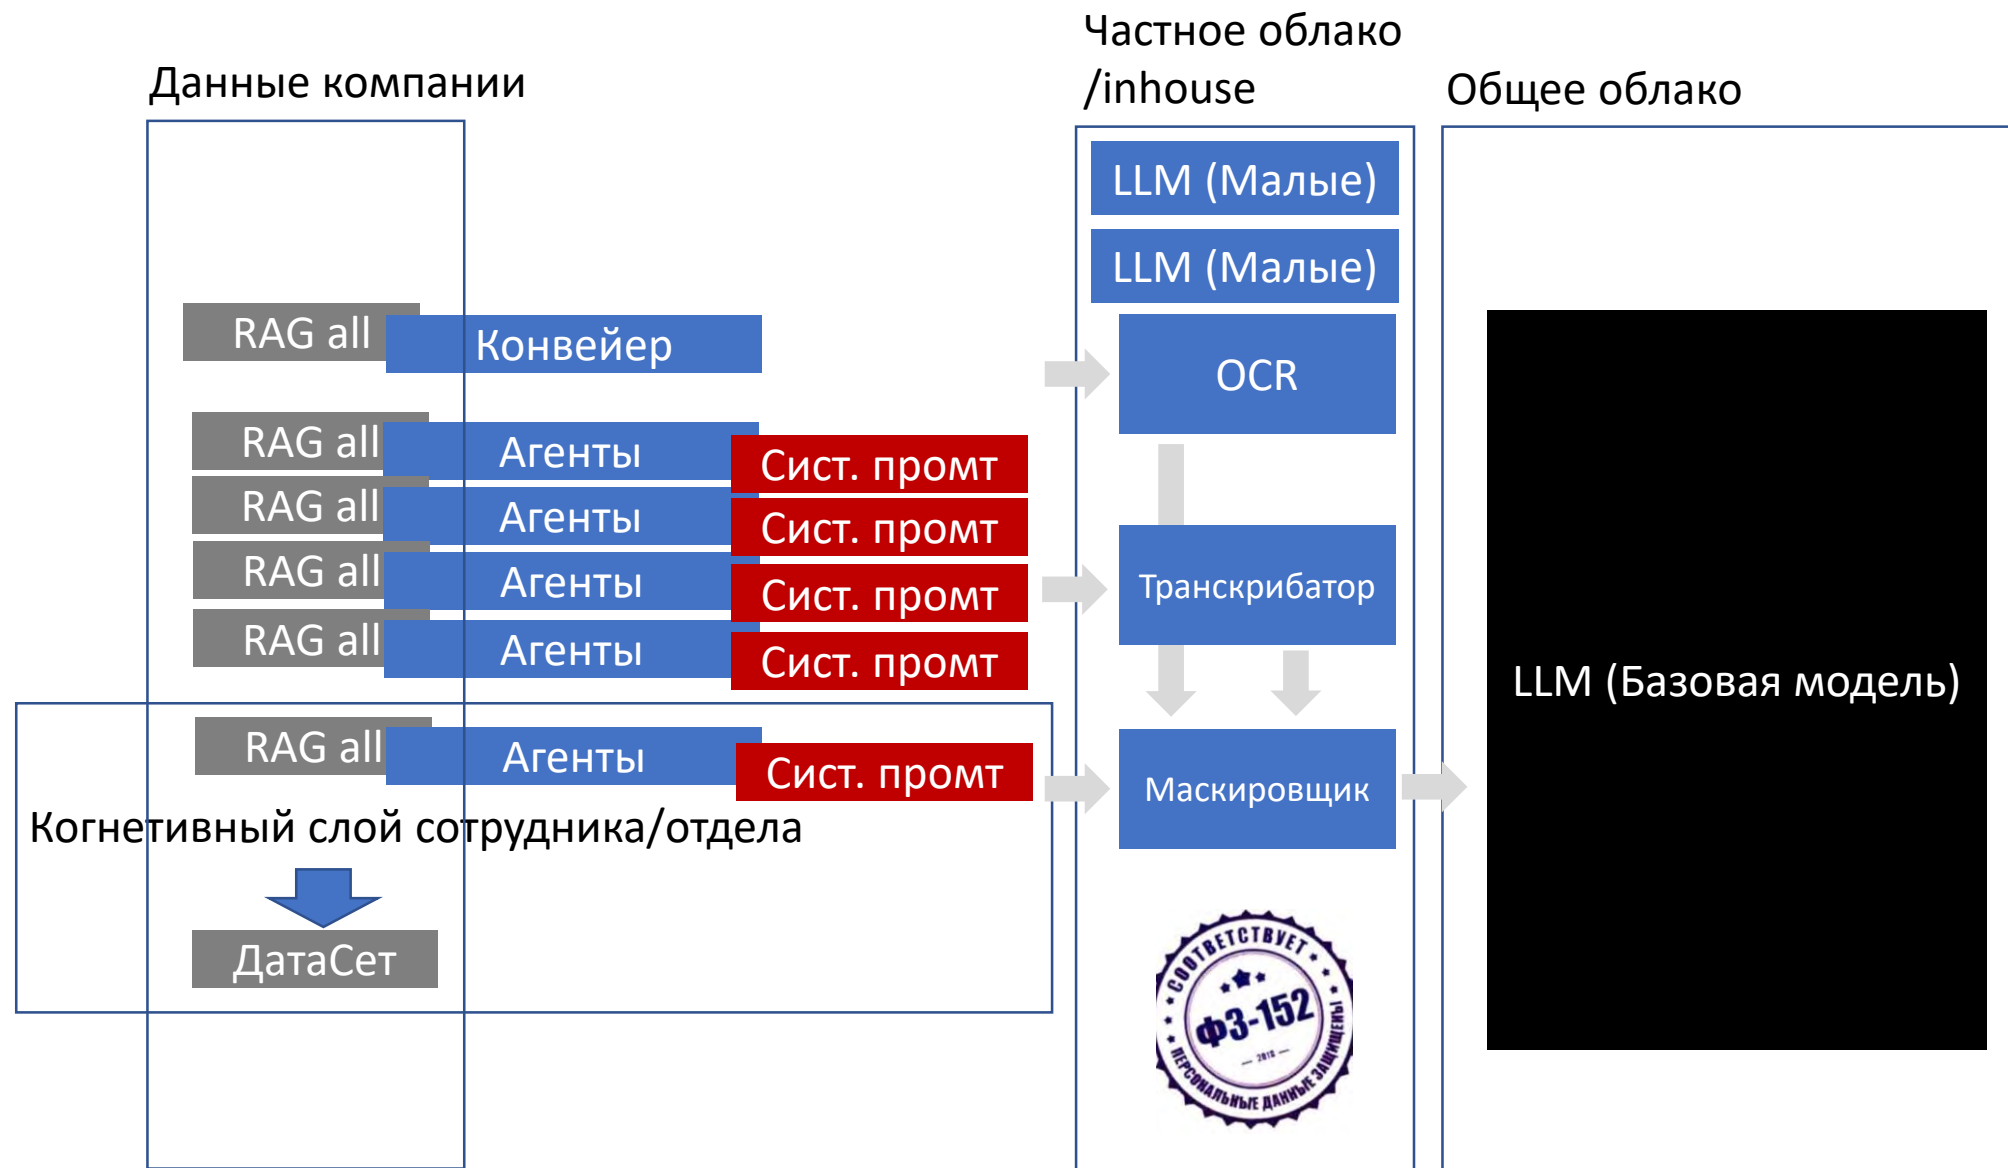 Частное облако
/inhouse
Данные компании
Общее облако
LLM (Малые)
LLM (Малые)
RAG all
Конвейер
OCR
RAG all
Агенты
Сист. промт
RAG all
Агенты
Сист. промт
RAG all
Агенты
Сист. промт
Транскрибатор
RAG all
Агенты
Сист. промт
LLM (Базовая модель)
RAG all
Агенты
Сист. промт
Маскировщик
Когнетивный слой сотрудника/отдела
ДатаСет
СООТВЕТСТВУЕТ
ФЗ-152
2018
ПЕРСОНАЛЬНЫЕ ДАННЫЕ ЗАЩИЩЕНЫ